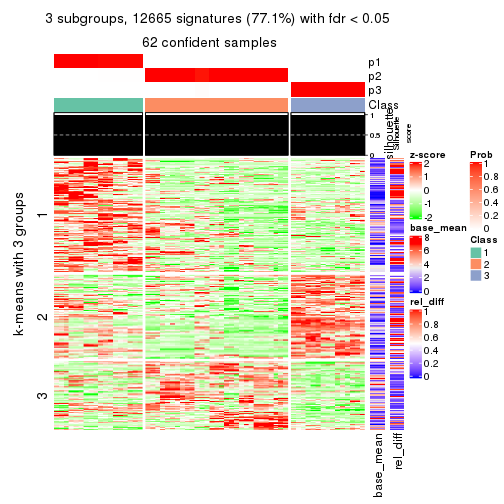 3 subgroups, 12665 signatures (77.1%) with fdr < 0.05
62 confident samples
p1
p2
p3
Class
1
0.5
0
silhouette
Silhouette
score
k-means with 3 groups
1
2
3
base_mean
rel_diff
z-score
2
1
0
-1
-2
base_mean
8
6
4
2
0
rel_diff
1
0.8
0.6
0.4
0.2
0
Prob
1
0.8
0.6
0.4
0.2
0
Class
1
2
3